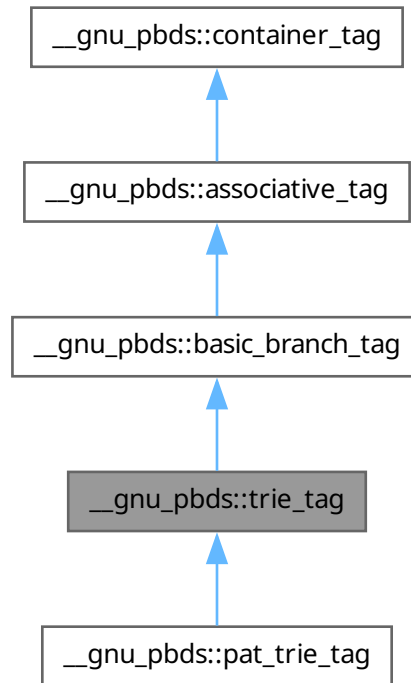 __gnu_pbds::container_tag
__gnu_pbds::associative_tag
__gnu_pbds::basic_branch_tag
__gnu_pbds::trie_tag
__gnu_pbds::pat_trie_tag